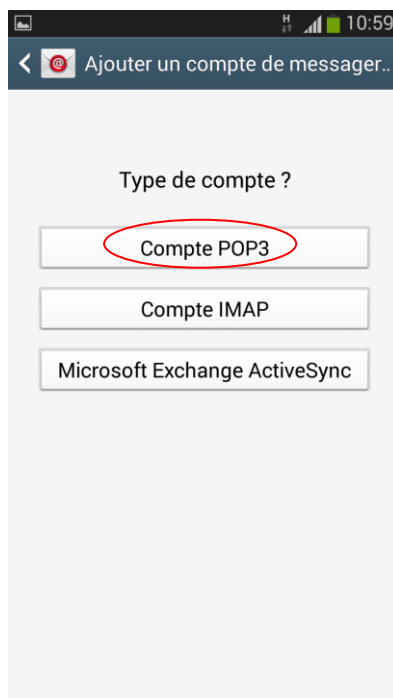 H 10:59
Ajouter un compte de messager..
Type de compte ?
Compte POP3
Compte IMAP
Microsoft Exchange ActiveSync